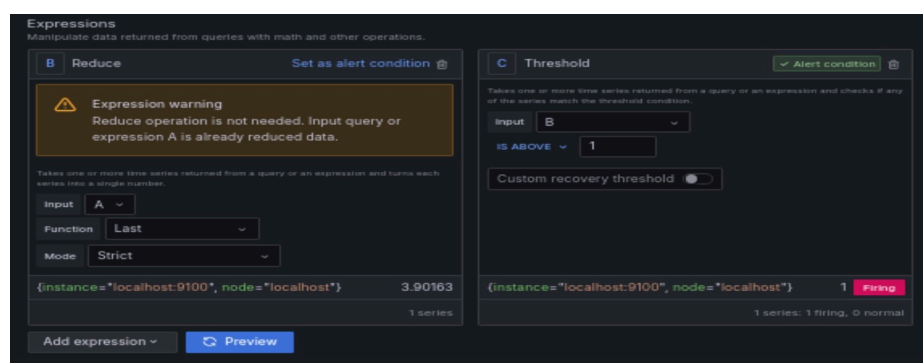 Expressions
Manipulate data returned from queries with math and other operations.
B Reduce Set as alert condition
Expression warning
Reduce operation is not needed. Input query or
expression A is already reduced data.
Takes one or more time series returned from a query or an expression and turns each
series into a single number.
Input A
Function Last
Mode Strict
{instance="localhost:9100", node="localhost"} 3.90163
1 series
C Threshold Alert condition
Takes one or more time series returned from a query or an expression and checks if any
of the series match the threshold condition.
Input B
IS ABOVE 1
Custom recovery threshold
{instance="localhost:9100", node="localhost"} 1 Firing
1 series: 1 firing, 0 normal
Add expression Preview